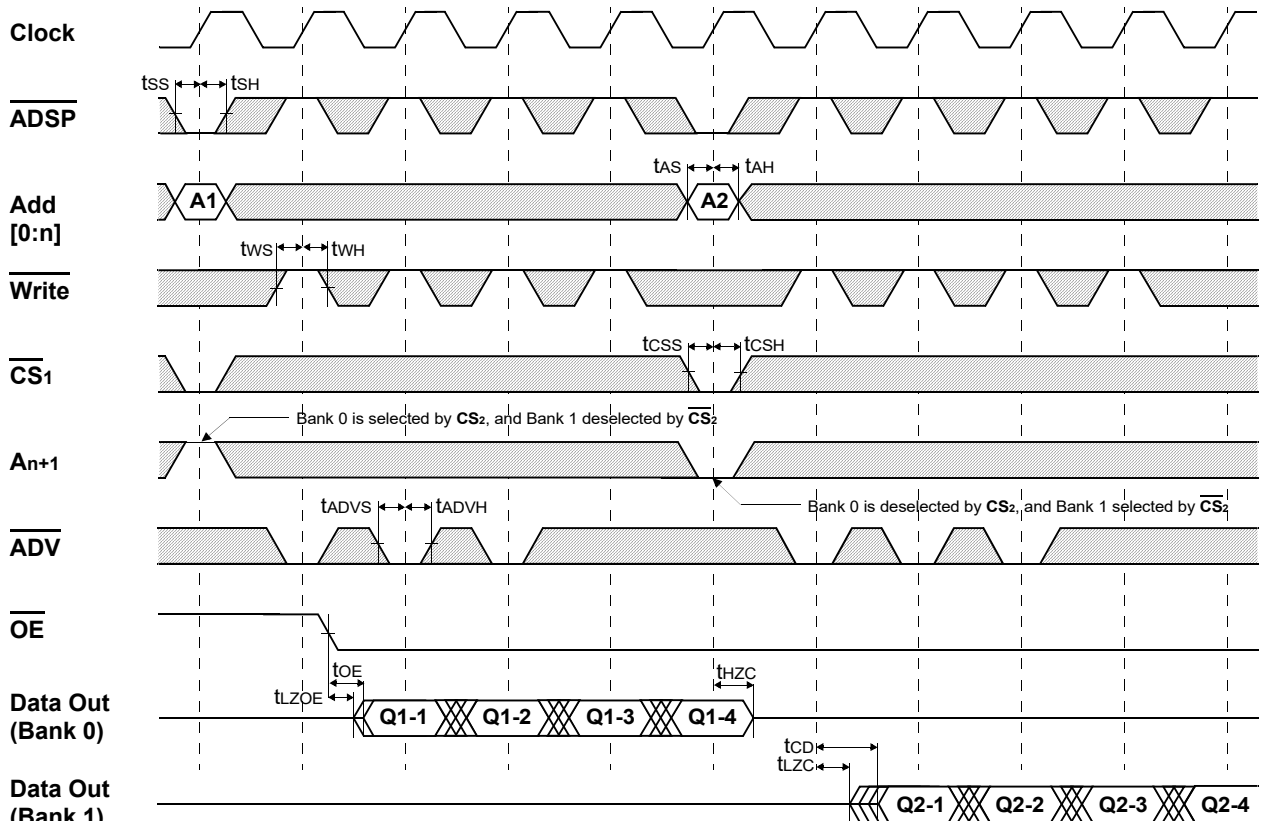 Clock
tSS tSH
ADSP
tAS tAH
Add
[0:n]
A1 A2
tWS tWH
Write
tCSS tCSH
CS1
Bank 0 is selected by CS2, and Bank 1 deselected by CS2
An+1
Bank 0 is deselected by CS2, and Bank 1 selected by CS2
tADVS tADVH
ADV
OE
tOE tHZC
tLZOE
Data Out
(Bank 0)
Q1-1 Q1-2 Q1-3 Q1-4
tCD
tLZC
Data Out
(Bank 1)
Q2-1 Q2-2 Q2-3 Q2-4